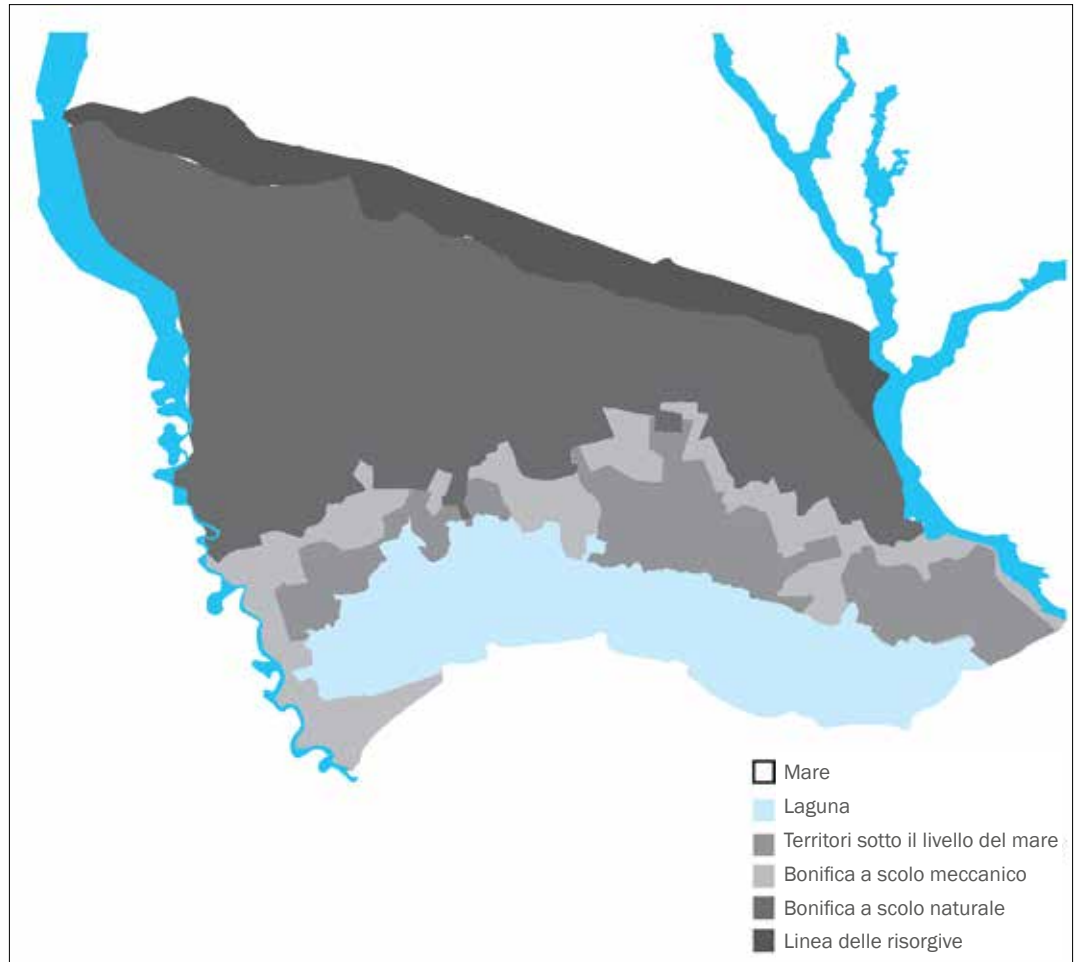 Mare
Laguna
Territori sotto il livello del mare
Bonifica a scolo meccanico
Bonifica a scolo naturale
Linea delle risorgive